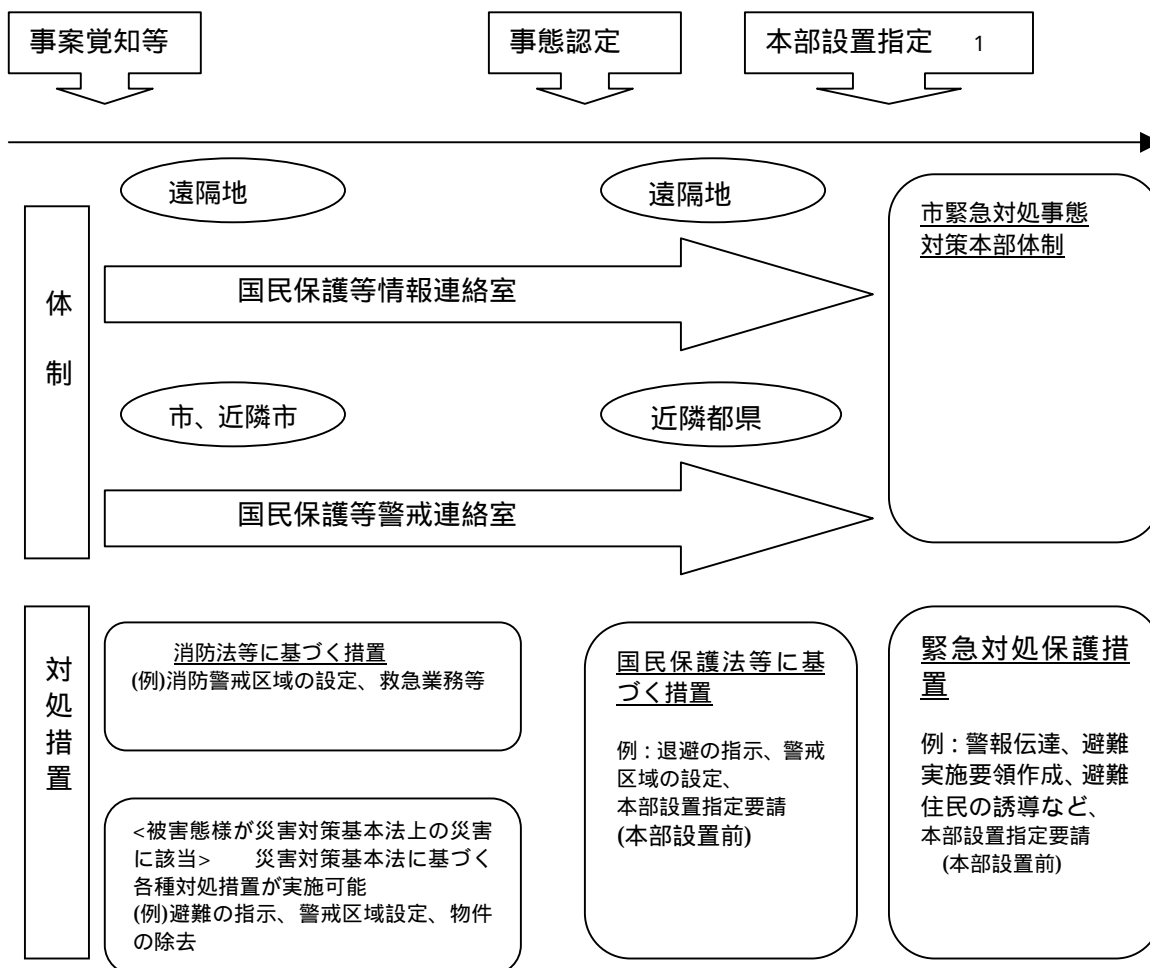 事案覚知等
事態認定
本部設置指定 1
体制
遠隔地
遠隔地
国民保護等情報連絡室
市、近隣市
近隣都県
国民保護等警戒連絡室
市緊急対処事態
対策本部体制
対処措置
消防法等に基づく措置
(例)消防警戒区域の設定、救急業務等
<被害態様が災害対策基本法上の災害
に該当> 災害対策基本法に基づく
各種対処措置が実施可能
(例)避難の指示、警戒区域設定、物件
の除去
国民保護法等に基
づく措置
例：退避の指示、警戒
区域の設定、
本部設置指定要請
(本部設置前)
緊急対処保護措
置
例：警報伝達、避難
実施要領作成、避難
住民の誘導など、
本部設置指定要請
(本部設置前)